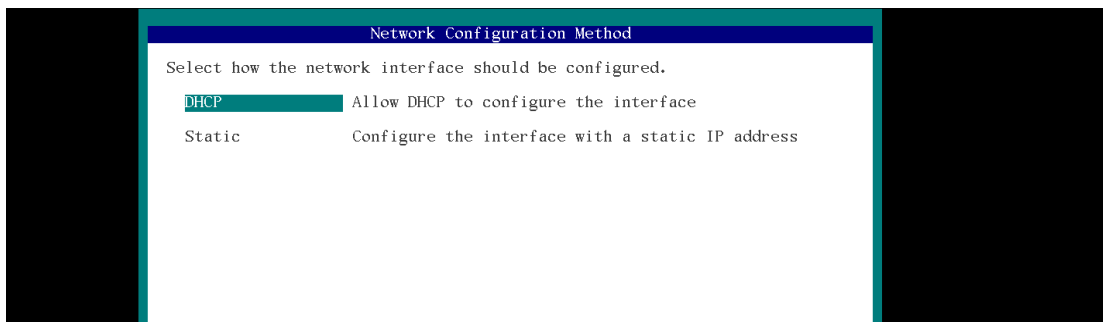 Network Configuration Method
Select how the network interface should be configured.
DHCP Allow DHCP to configure the interface
Static Configure the interface with a static IP address